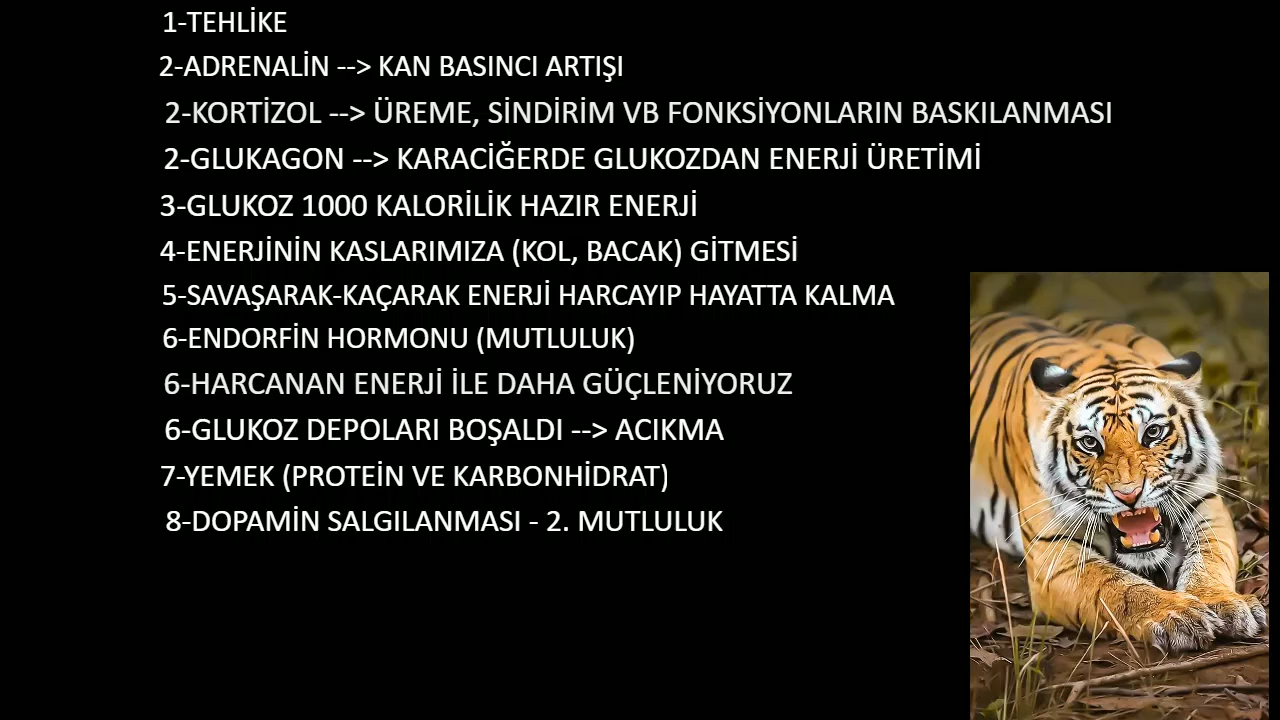 1-TEHLİKE
2-ADRENALİN --> KAN BASINCI ARTIŞI
2-KORTİZOL --> ÜREME, SİNDİRİM VB FONKSİYONLARIN BASKILANMASI
2-GLUKAGON --> KARACİĞERDE GLUKOZDAN ENERJİ ÜRETİMİ
3-GLUKOZ 1000 KALORİLİK HAZIR ENERJİ
4-ENERJİNİN KASLARIMIZA (KOL, BACAK) GİTMESİ
5-SAVAŞARAK-KAÇARAK ENERJİ HARCAYIP HAYATTA KALMA
6-ENDORFİN HORMONU (MUTLULUK)
6-HARCANAN ENERJİ İLE DAHA GÜÇLENİYORUZ
6-GLUKOZ DEPOLARI BOŞALDI --> ACIKMA
7-YEMEK (PROTEİN VE KARBONHİDRAT)
8-DOPAMİN SALGILANMASI - 2. MUTLULUK